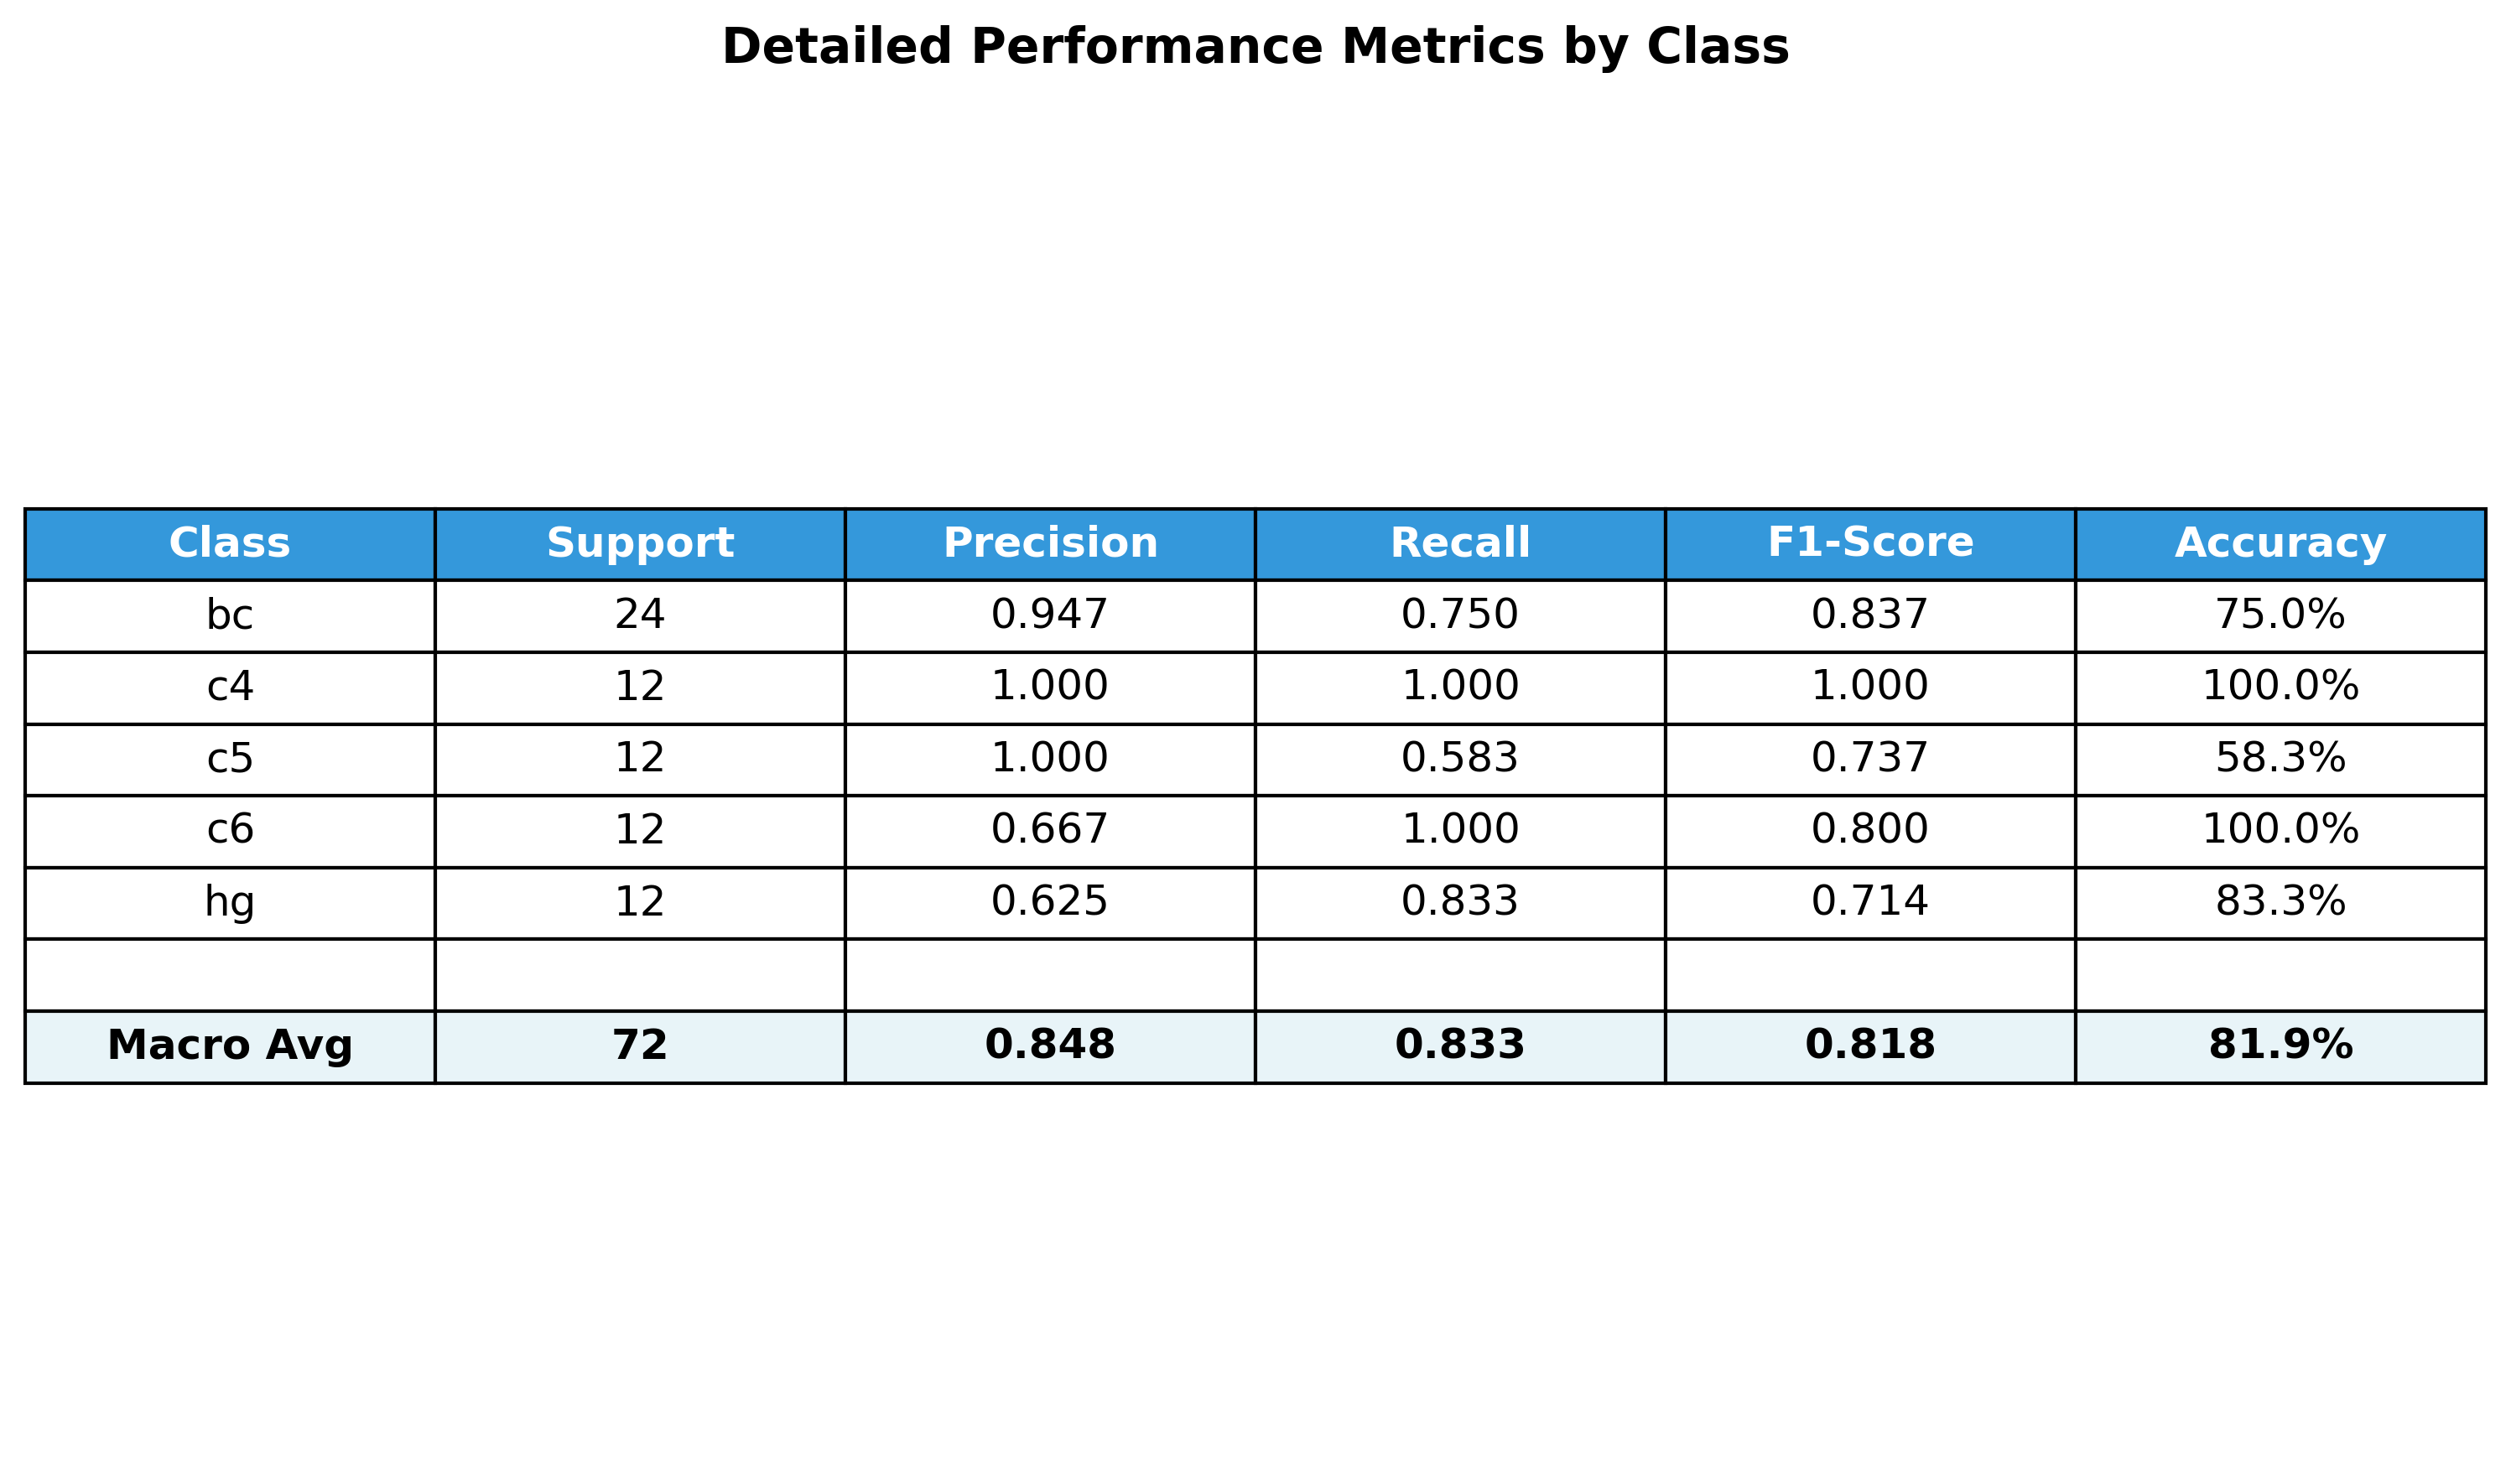 Detailed Performance Metrics by Class
Class Support Precision Recall F1-Score Accuracy
bc 24 0.947 0.750 0.837 75.0%
c4 12 1.000 1.000 1.000 100.0%
c5 12 1.000 0.583 0.737 58.3%
c6 12 0.667 1.000 0.800 100.0%
hg 12 0.625 0.833 0.714 83.3%
Macro Avg 72 0.848 0.833 0.818 81.9%